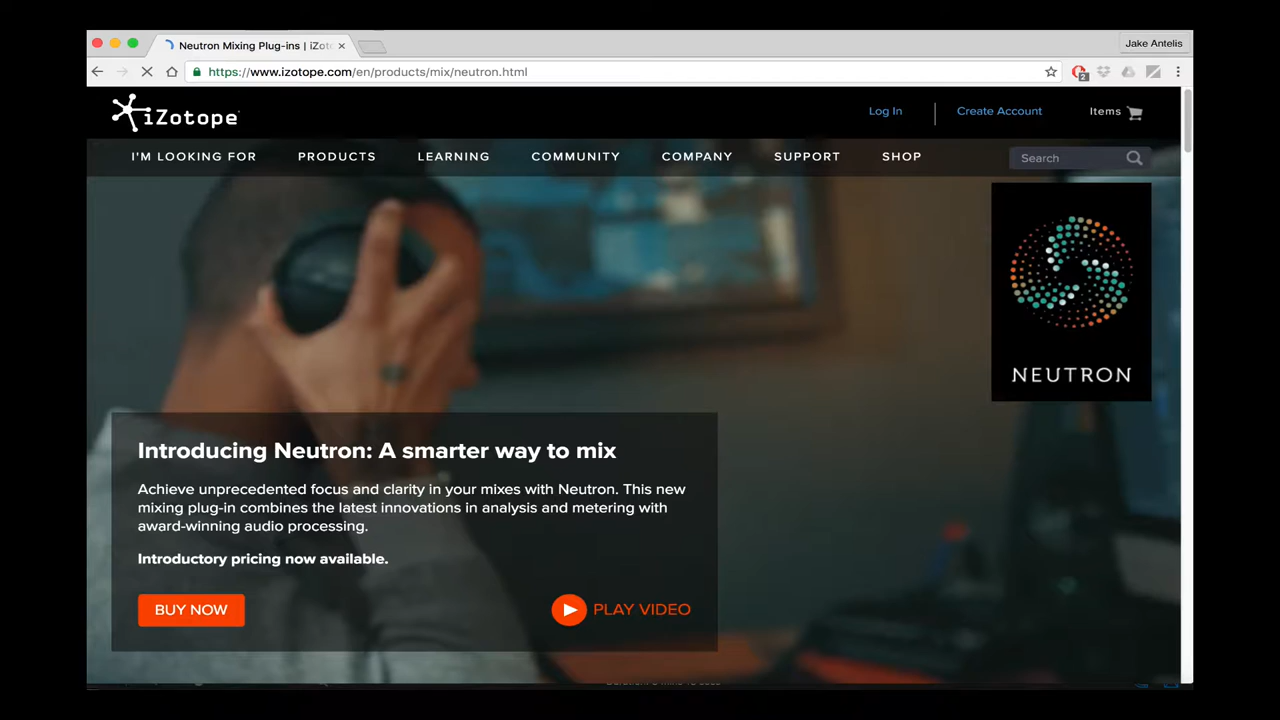 Neutron Mixing Plug-ins | iZoto
Jake Antelis
https://www.izotope.com/en/products/mix/neutron.html
2
iZotope
Log In
Create Account
Items
I'M LOOKING FOR
PRODUCTS
LEARNING
COMMUNITY
COMPANY
SUPPORT
SHOP
Search
NEUTRON
Introducing Neutron: A smarter way to mix
Achieve unprecedented focus and clarity in your mixes with Neutron. This new
mixing plug-in combines the latest innovations in analysis and metering with
award-winning audio processing.
Introductory pricing now available.
BUY NOW
PLAY VIDEO